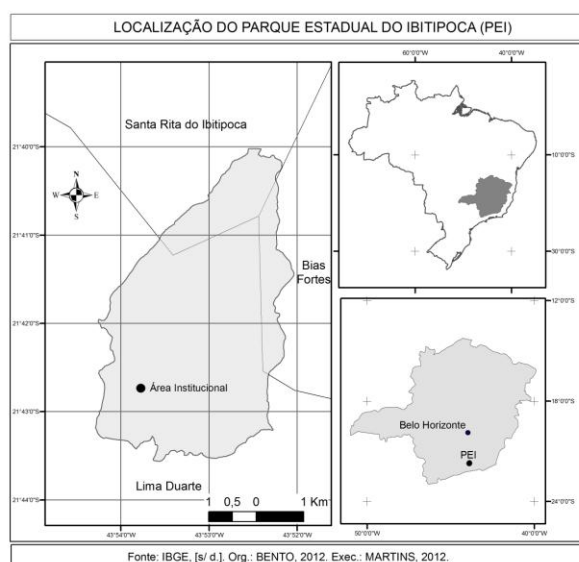 LOCALIZAÇÃO DO PARQUE ESTADUAL DO IBITIPOCA (PEI)
60°0'0"W 40°0'0"W
Santa Rita do Ibitipoca
21°40'0"S
N
W E
S
10°0'0"S
21°41'0"S
Bias
Fortes
30°0'0"S
21°42'0"S
12°0'0"S
Área Institucional
21°43'0"S
18°0'0"S
Belo Horizonte
PEI
Lima Duarte
21°44'0"S
1 0,5 0 1 Km
24°0'0"S
43°54'0"W 43°53'0"W 43°52'0"W
90°0'0"W 40°0'0"W
Fonte: IBGE, [s/ d.]. Org.: BENTO, 2012. Exec.: MARTINS, 2012.